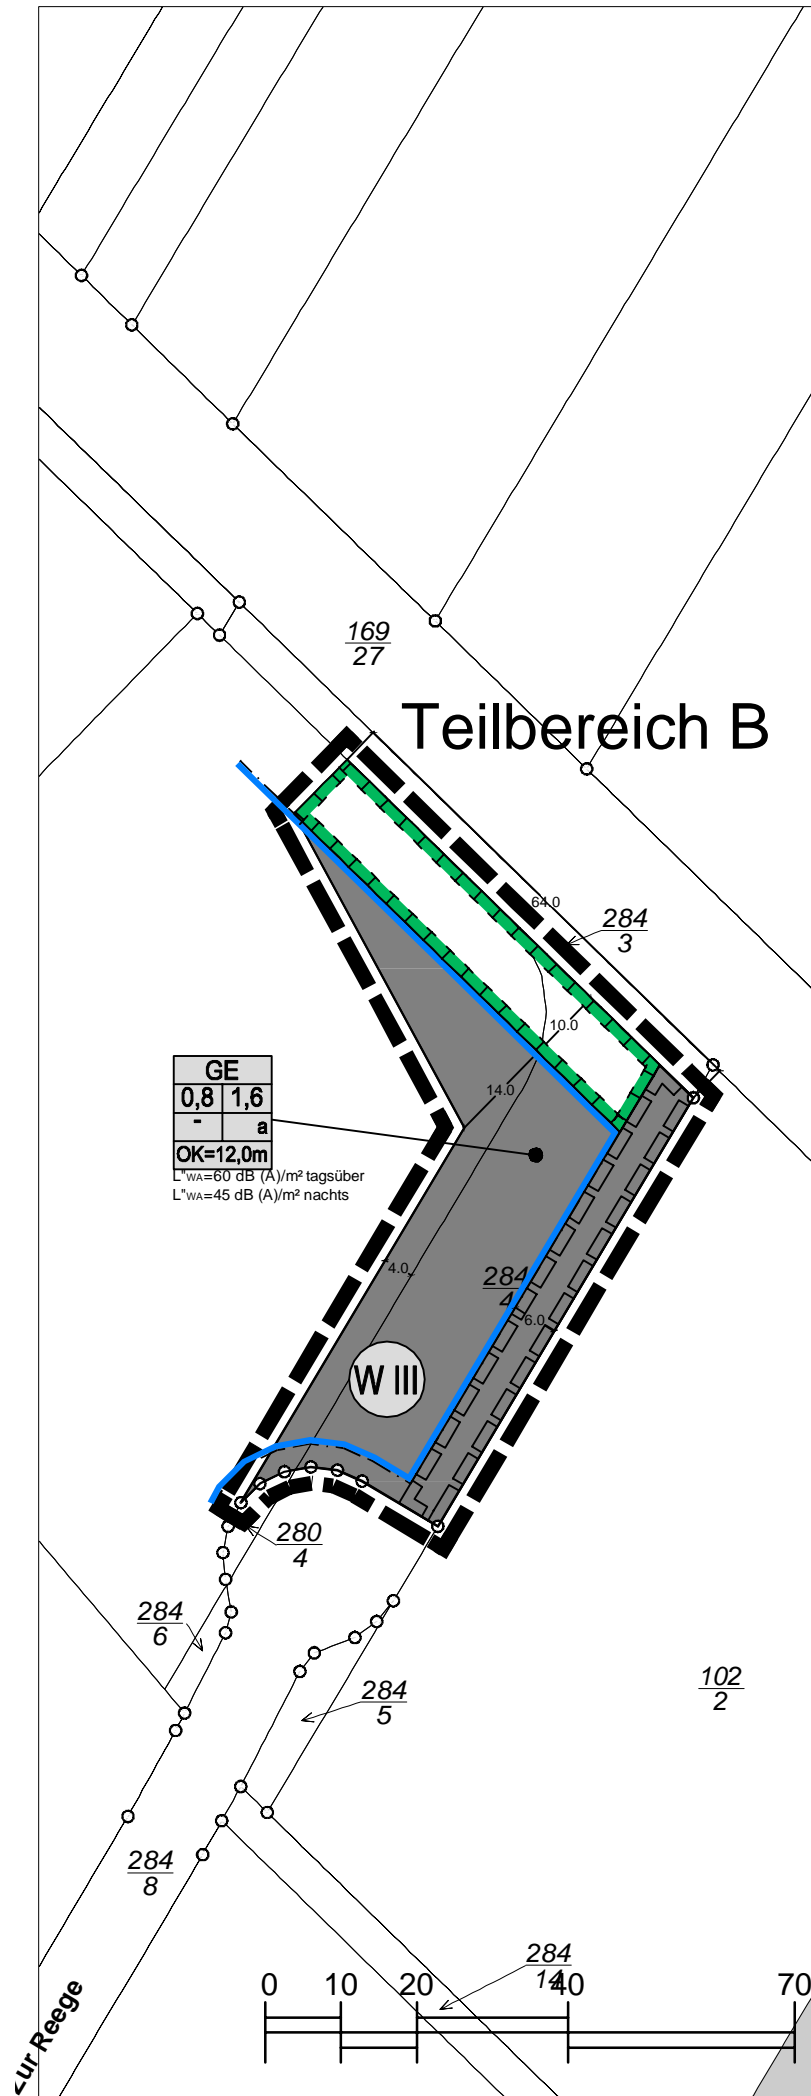 169
27
Teilbereich B
64.0
284
3
10.0
14.0
GE
0,8 1,6
- a
OK=12,0m
L"WA=60 dB (A)/m² tagsüber
L"WA=45 dB (A)/m² nachts
4.0
284
4
6.0
W III
280
4
284
6
284
5
102
2
284
8
284
14
0 10 20 40 70
Zur Reege